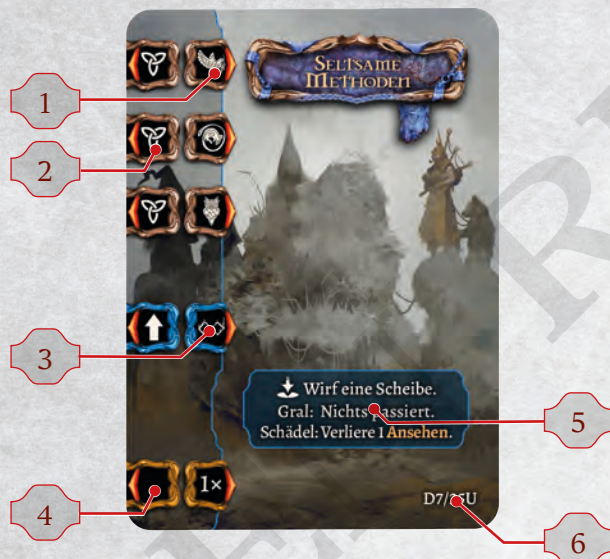 SELTSAME
METHODEN
1
2
3
4
1×
Wirf eine Scheibe.
Gral: Nichts passiert.
Schädel: Verliere 1 Ansehen.
5
6